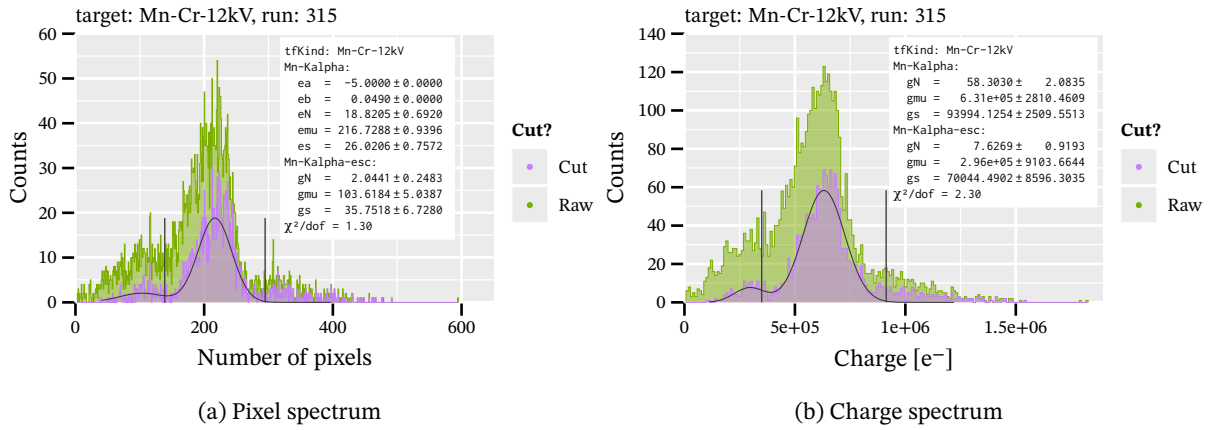 target: Mn-Cr-12kV, run: 315
60
50
40
30
20
10
0
Counts
0
200
400
600
Number of pixels
tfKind: Mn-Cr-12kV
Mn-Kalpha:
ea = -5.0000±0.0000
eb = 0.0490±0.0000
eN = 18.8205±0.6920
emu = 216.7288±0.9396
es = 26.0206±0.7572
Mn-Kalpha-esc:
gN = 2.0441±0.2483
gmu = 103.6184±5.0387
gs = 35.7518±6.7280
χ²/dof = 1.30
Cut?
Cut
Raw
(a) Pixel spectrum
target: Mn-Cr-12kV, run: 315
140
120
100
80
60
40
20
0
Counts
0
5e+05
1e+06
1.5e+06
Charge [e⁻]
tfKind: Mn-Cr-12kV
Mn-Kalpha:
gN = 58.3030± 2.0835
gmu = 6.31e+05±2810.4609
gs = 93994.1254±2509.5513
Mn-Kalpha-esc:
gN = 7.6269± 0.9193
gmu = 2.96e+05±9103.6644
gs = 70044.4902±8596.3035
χ²/dof = 2.30
Cut?
Cut
Raw
(b) Charge spectrum